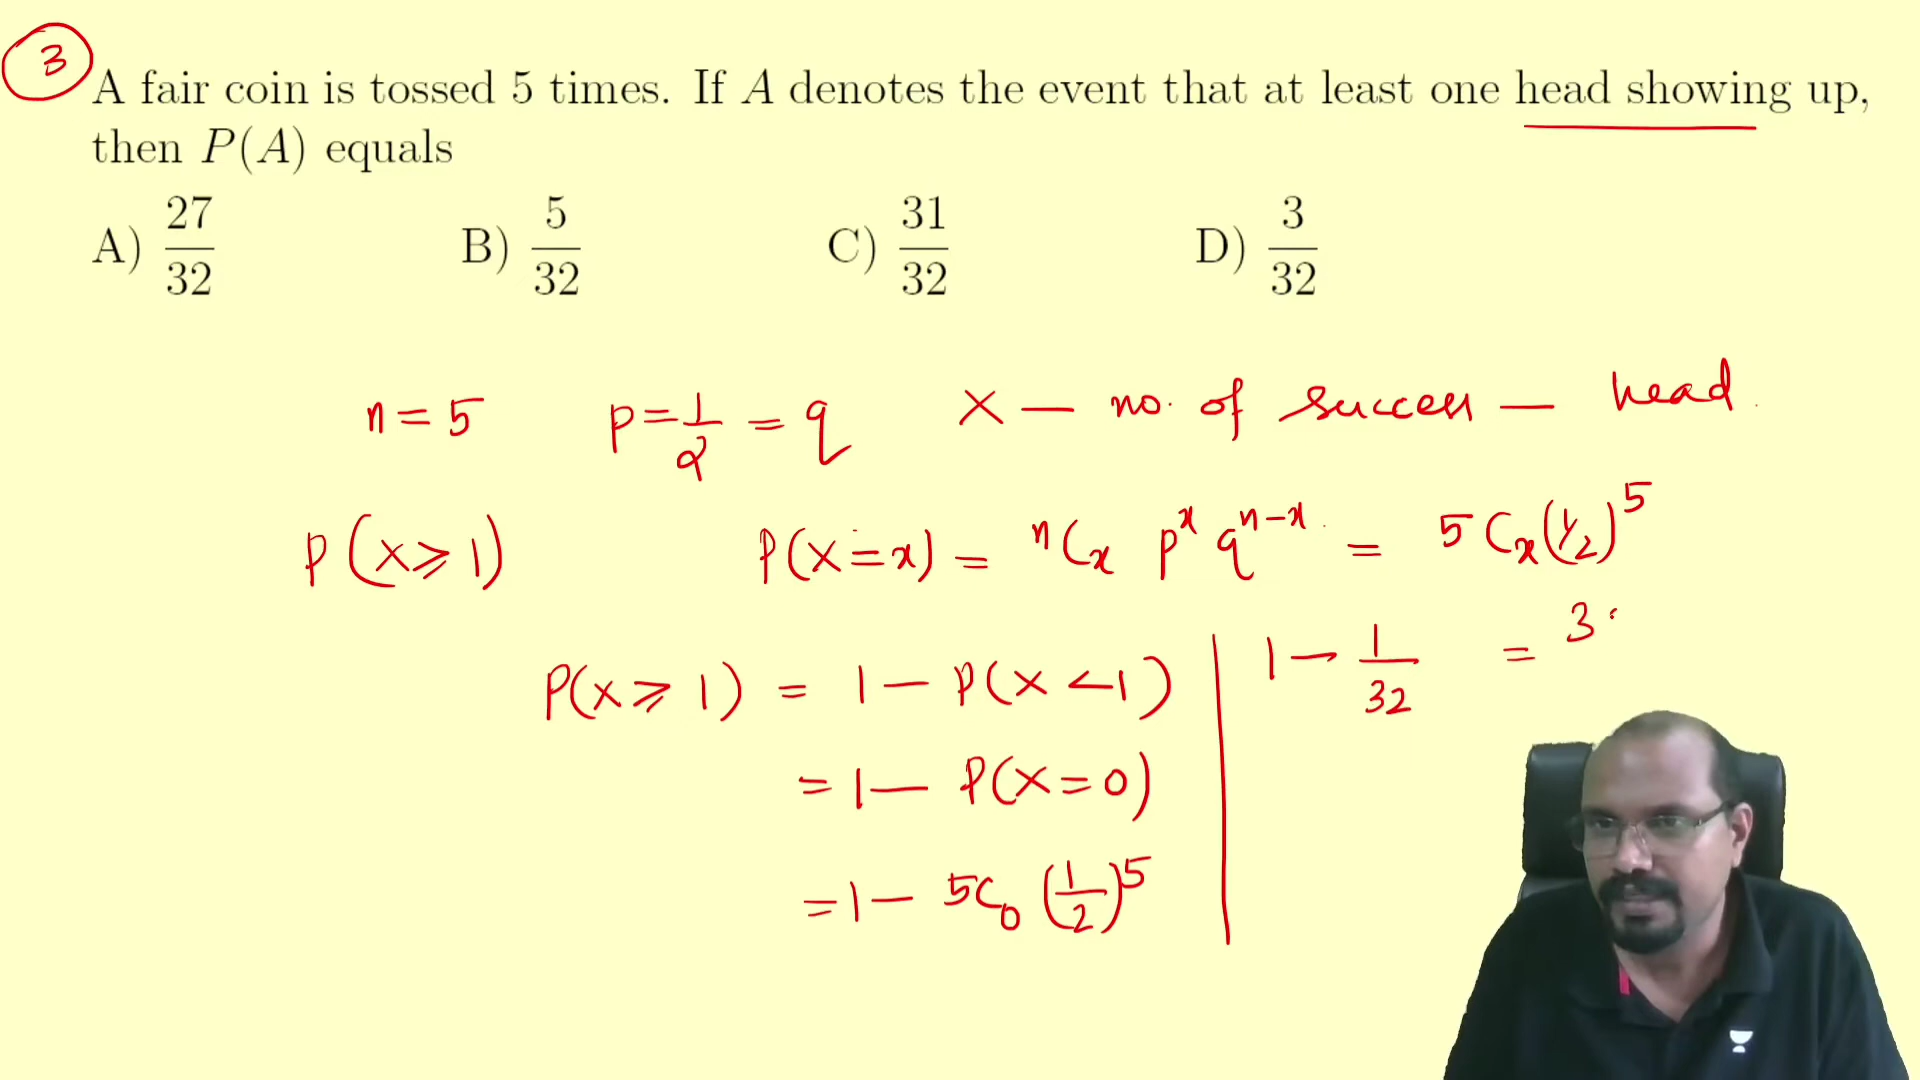 3
A fair coin is tossed 5 times. If A denotes the event that at least one head showing up,
then P(A) equals
A) 27/32 B) 5/32 C) 31/32 D) 3/32
n = 5 p = 1/2 = q X — no. of success — head.
P(X ⩾ 1) P(X = x) = ⁿCₓ pˣ qⁿ⁻ˣ = 5Cₓ(1/2)⁵
P(X ⩾ 1) = 1 — P(X < 1)
= 1 — P(X = 0)
= 1 — 5C₀ (1/2)⁵
1 — 1/32 = 3